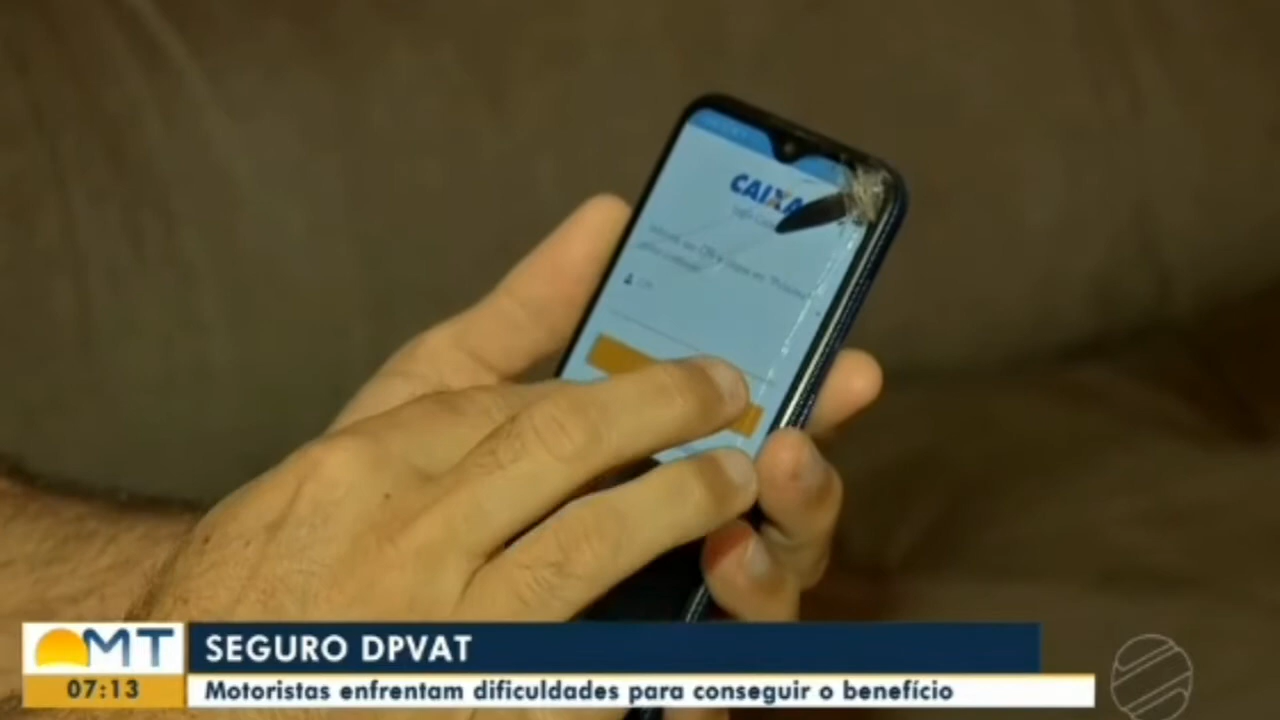 CAIXA
MT
SEGURO DPVAT
07:13
Motoristas enfrentam dificuldades para conseguir o benefício